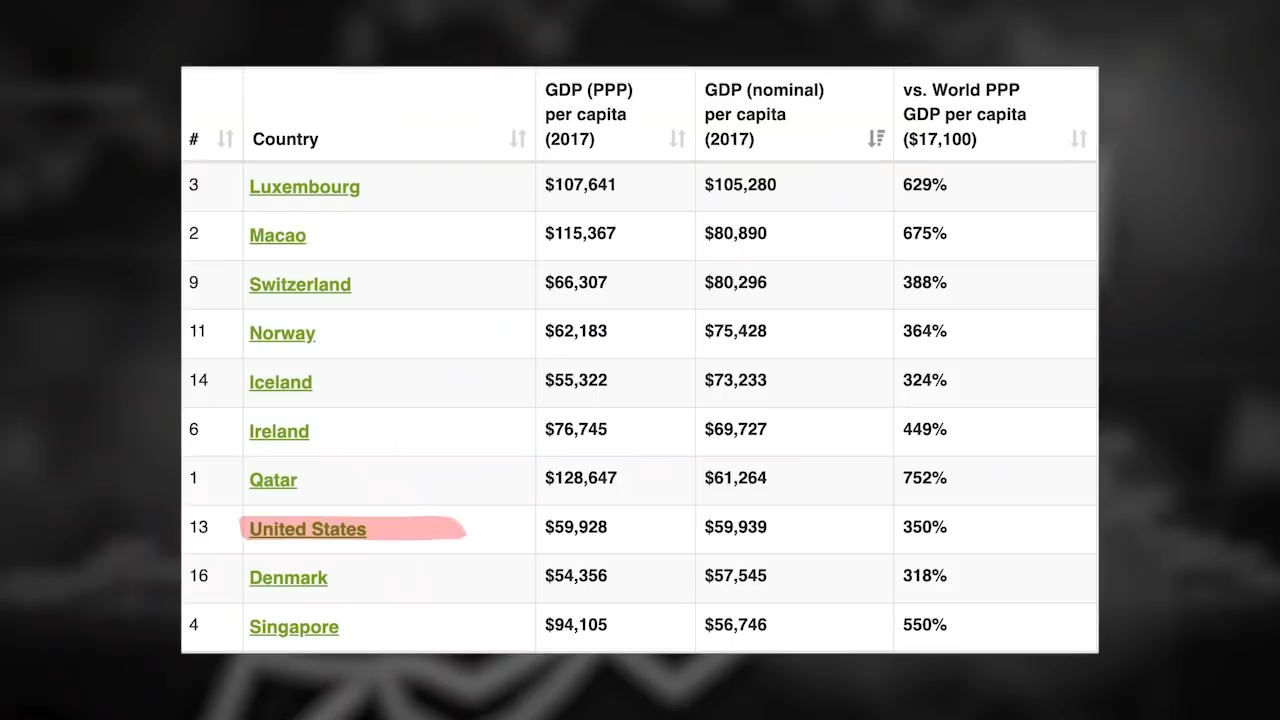 # Country GDP (PPP) per capita (2017) GDP (nominal) per capita (2017) vs. World PPP GDP per capita ($17,100)
3 Luxembourg $107,641 $105,280 629%
2 Macao $115,367 $80,890 675%
9 Switzerland $66,307 $80,296 388%
11 Norway $62,183 $75,428 364%
14 Iceland $55,322 $73,233 324%
6 Ireland $76,745 $69,727 449%
1 Qatar $128,647 $61,264 752%
13 United States $59,928 $59,939 350%
16 Denmark $54,356 $57,545 318%
4 Singapore $94,105 $56,746 550%